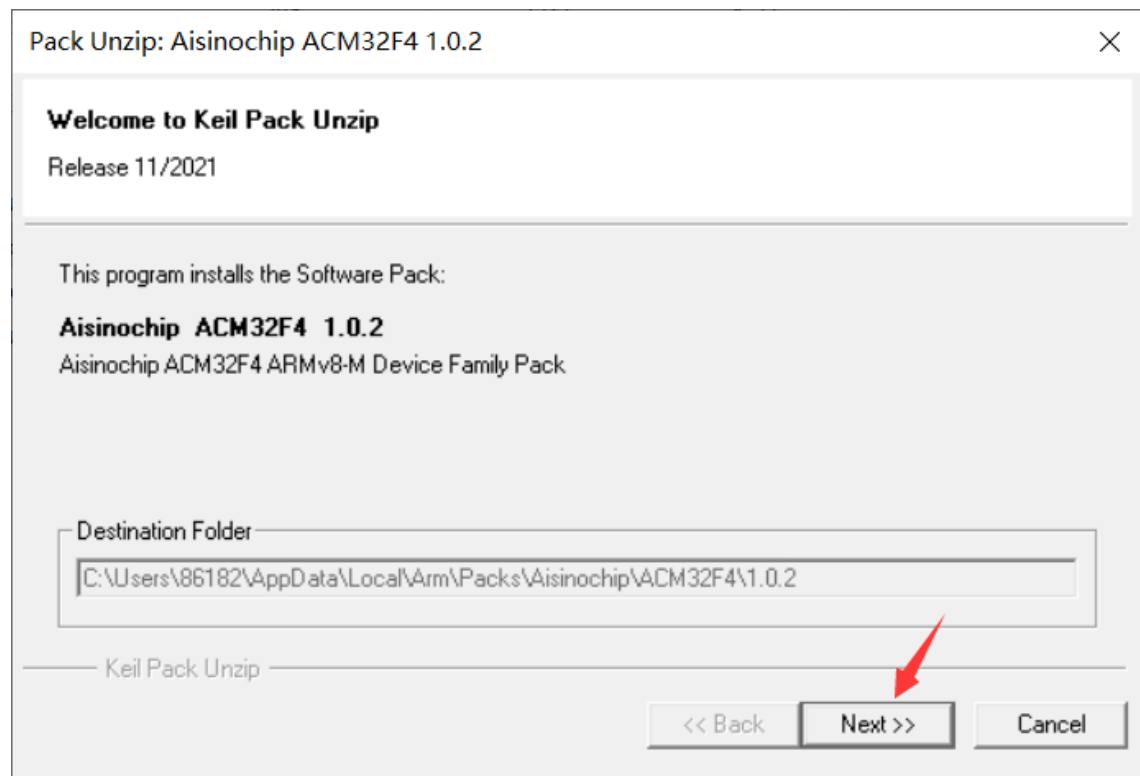 Pack Unzip: Aisinochip ACM32F4 1.0.2
Welcome to Keil Pack Unzip
Release 11/2021
This program installs the Software Pack:
Aisinochip ACM32F4 1.0.2
Aisinochip ACM32F4 ARMv8-M Device Family Pack
Destination Folder
C:\Users\86182\AppData\Local\Arm\Packs\Aisinochip\ACM32F4\1.0.2
Keil Pack Unzip
<< Back Next >> Cancel